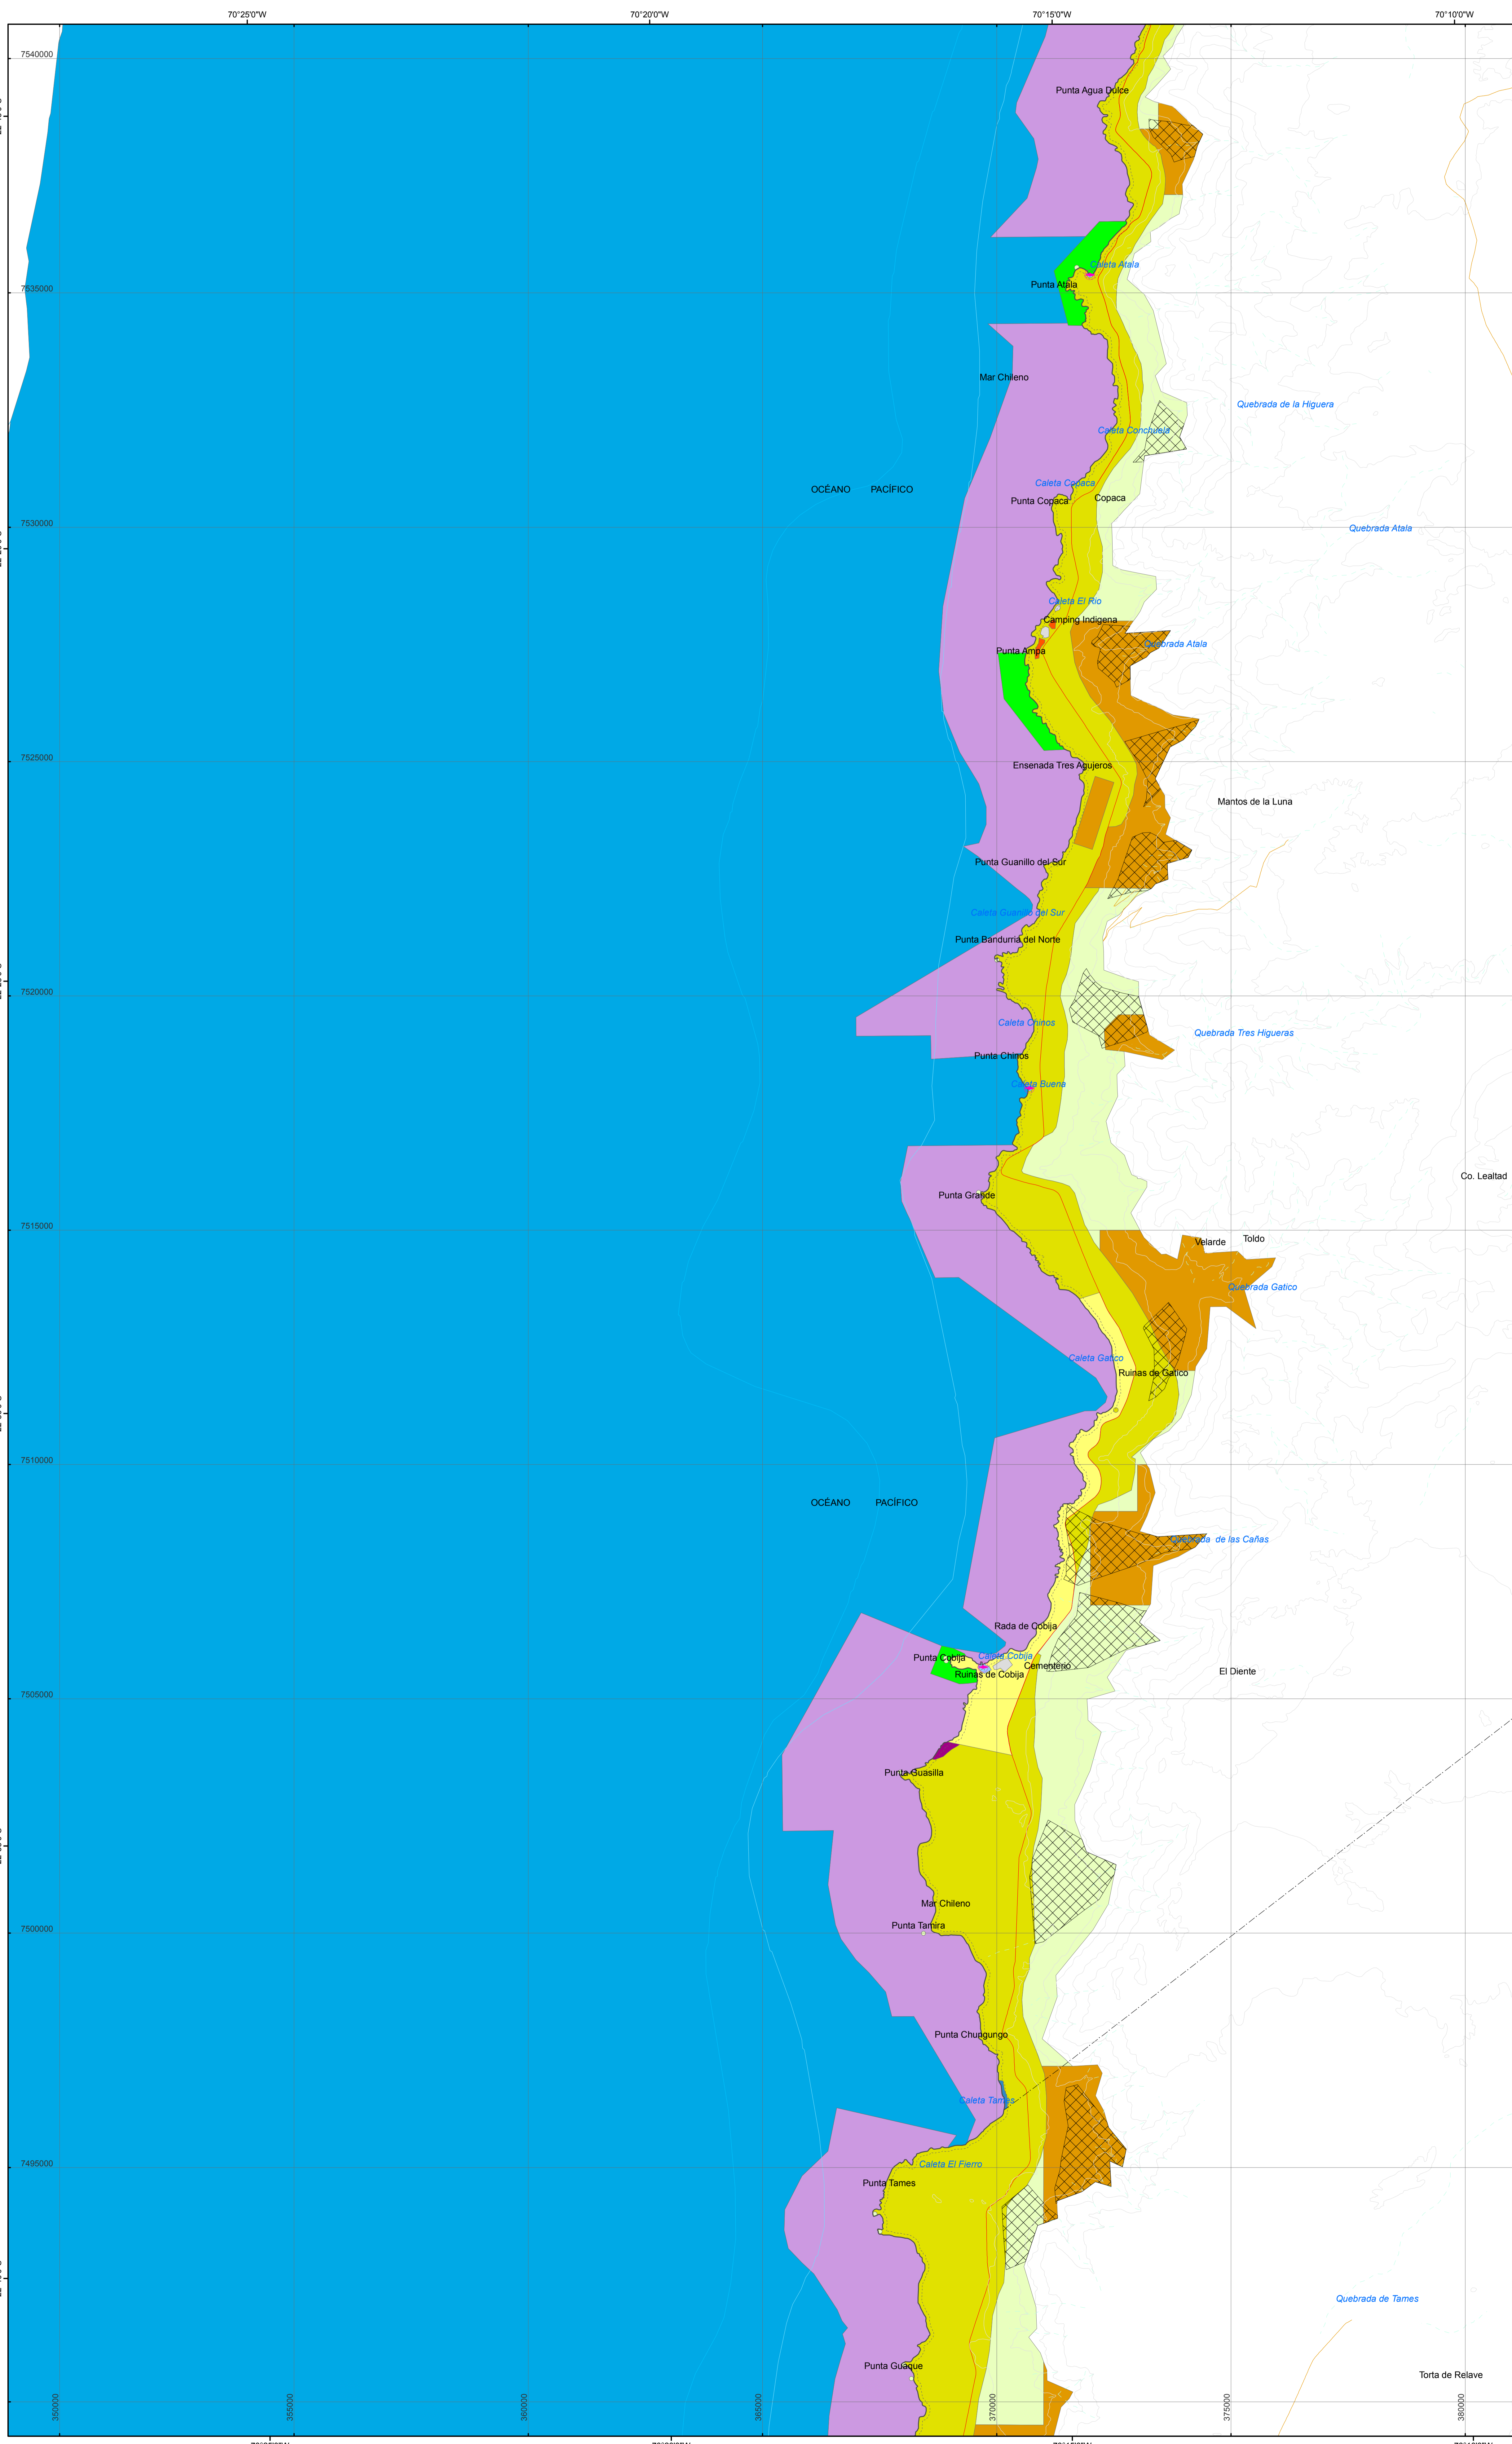 70°25'0"W
70°20'0"W
70°15'0"W
70°10'0"W
7540000
Punta Agua Dulce
Caleta Atala
Punta Atala
7535000
Mar Chileno
Quebrada de la Higuera
Caleta Conchuela
Caleta Copaca
OCÉANO PACÍFICO
Punta Copaca
Copaca
7530000
Quebrada Atala
Caleta El Rio
Camping Indigena
Quebrada Atala
Punta Ampa
7525000
Ensenada Tres Agujeros
Mantos de la Luna
Punta Guanillo del Sur
Caleta Guanillo del Sur
Punta Bandurria del Norte
7520000
Caleta Chinos
Quebrada Tres Higueras
Punta Chinos
Caleta Buena
Co. Lealtad
Punta Grande
7515000
Velarde
Toldo
Quebrada Gatico
Caleta Gatico
Ruinas de Gatico
7510000
OCÉANO PACÍFICO
Quebrada de las Cañas
Rada de Cobija
Caleta Cobija
Punta Cobija
Cementerio
Ruinas de Cobija
El Diente
7505000
Punta Guasilla
Mar Chileno
Punta Tamira
7500000
Punta Chungungo
Caleta Tames
Caleta El Fierro
7495000
Punta Tames
Quebrada de Tames
Punta Guaque
Torta de Relave
350000
355000
360000
365000
370000
375000
380000